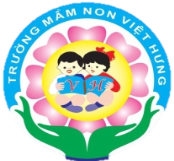 TRƯỜNG MẦM NON VIỆT HƯNG
V H